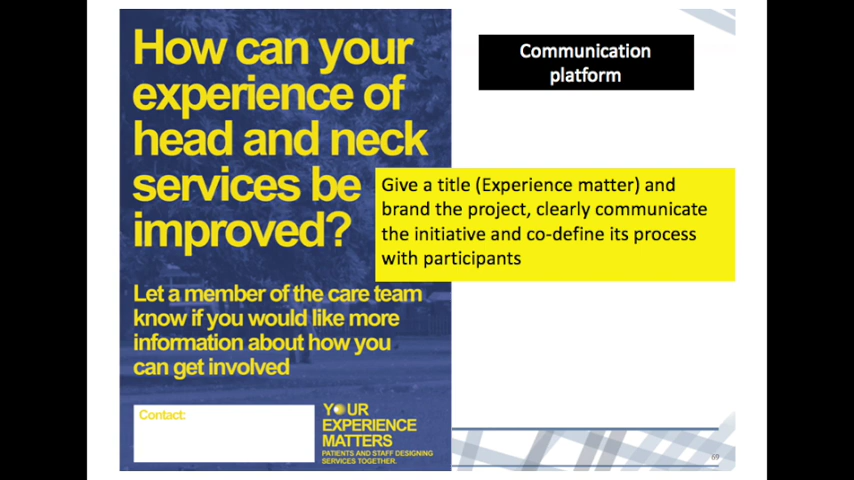 How can your
experience of
head and neck
services be
improved?
Let a member of the care team
know if you would like more
information about how you
can get involved
Contact:
YOUR
EXPERIENCE
MATTERS
PATIENTS AND STAFF DESIGNING
SERVICES TOGETHER.
Communication
platform
Give a title (Experience matter) and
brand the project, clearly communicate
the initiative and co-define its process
with participants
69